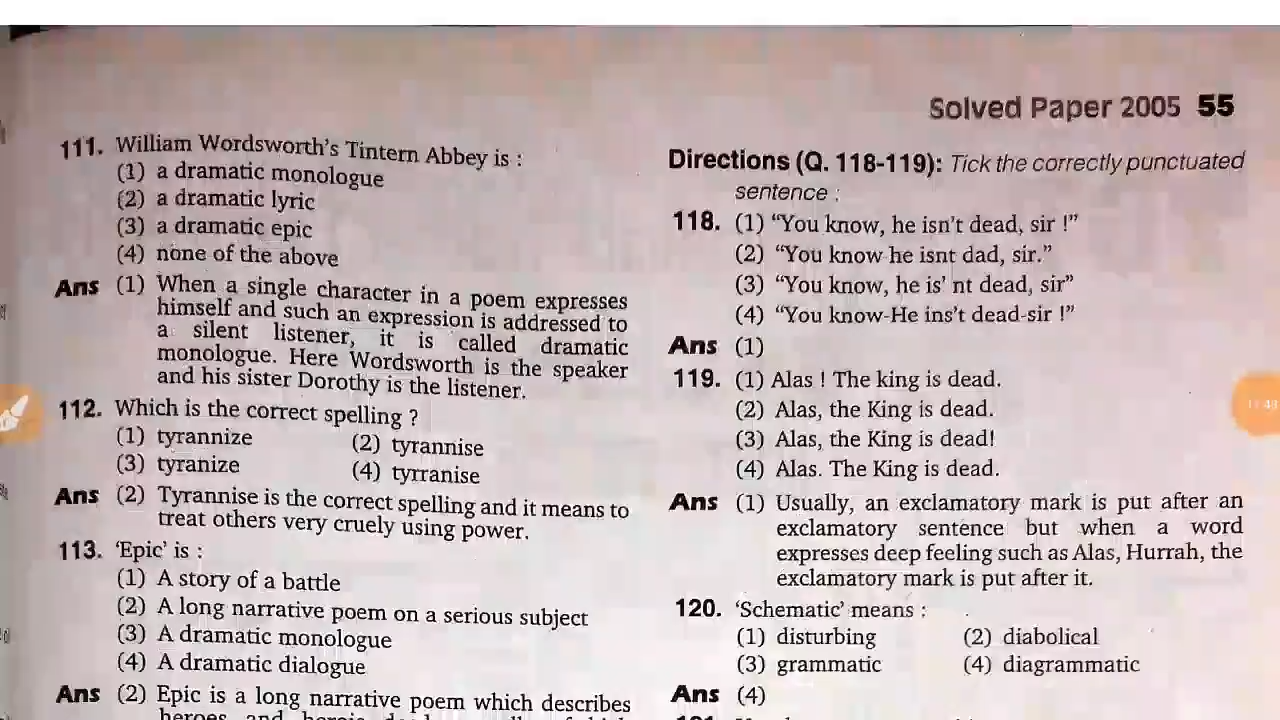 Solved Paper 2005 55
111. William Wordsworth's Tintern Abbey is :
(1) a dramatic monologue
(2) a dramatic lyric
(3) a dramatic epic
(4) none of the above
Ans (1) When a single character in a poem expresses
himself and such an expression is addressed to
a silent listener, it is called dramatic
monologue. Here Wordsworth is the speaker
and his sister Dorothy is the listener.
112. Which is the correct spelling ?
(1) tyrannize (2) tyrannise
(3) tyranize (4) tyrranise
Ans (2) Tyrannise is the correct spelling and it means to
treat others very cruely using power.
113. 'Epic' is :
(1) A story of a battle
(2) A long narrative poem on a serious subject
(3) A dramatic monologue
(4) A dramatic dialogue
Ans (2) Epic is a long narrative poem which describes
Directions (Q. 118-119): Tick the correctly punctuated
sentence :
118. (1) “You know, he isn't dead, sir !”
(2) “You know he isnt dad, sir.”
(3) “You know, he is' nt dead, sir”
(4) “You know-He ins't dead-sir !”
Ans (1)
119. (1) Alas ! The king is dead.
(2) Alas, the King is dead.
(3) Alas, the King is dead!
(4) Alas. The King is dead.
Ans (1) Usually, an exclamatory mark is put after an
exclamatory sentence but when a word
expresses deep feeling such as Alas, Hurrah, the
exclamatory mark is put after it.
120. 'Schematic' means :
(1) disturbing (2) diabolical
(3) grammatic (4) diagrammatic
Ans (4)